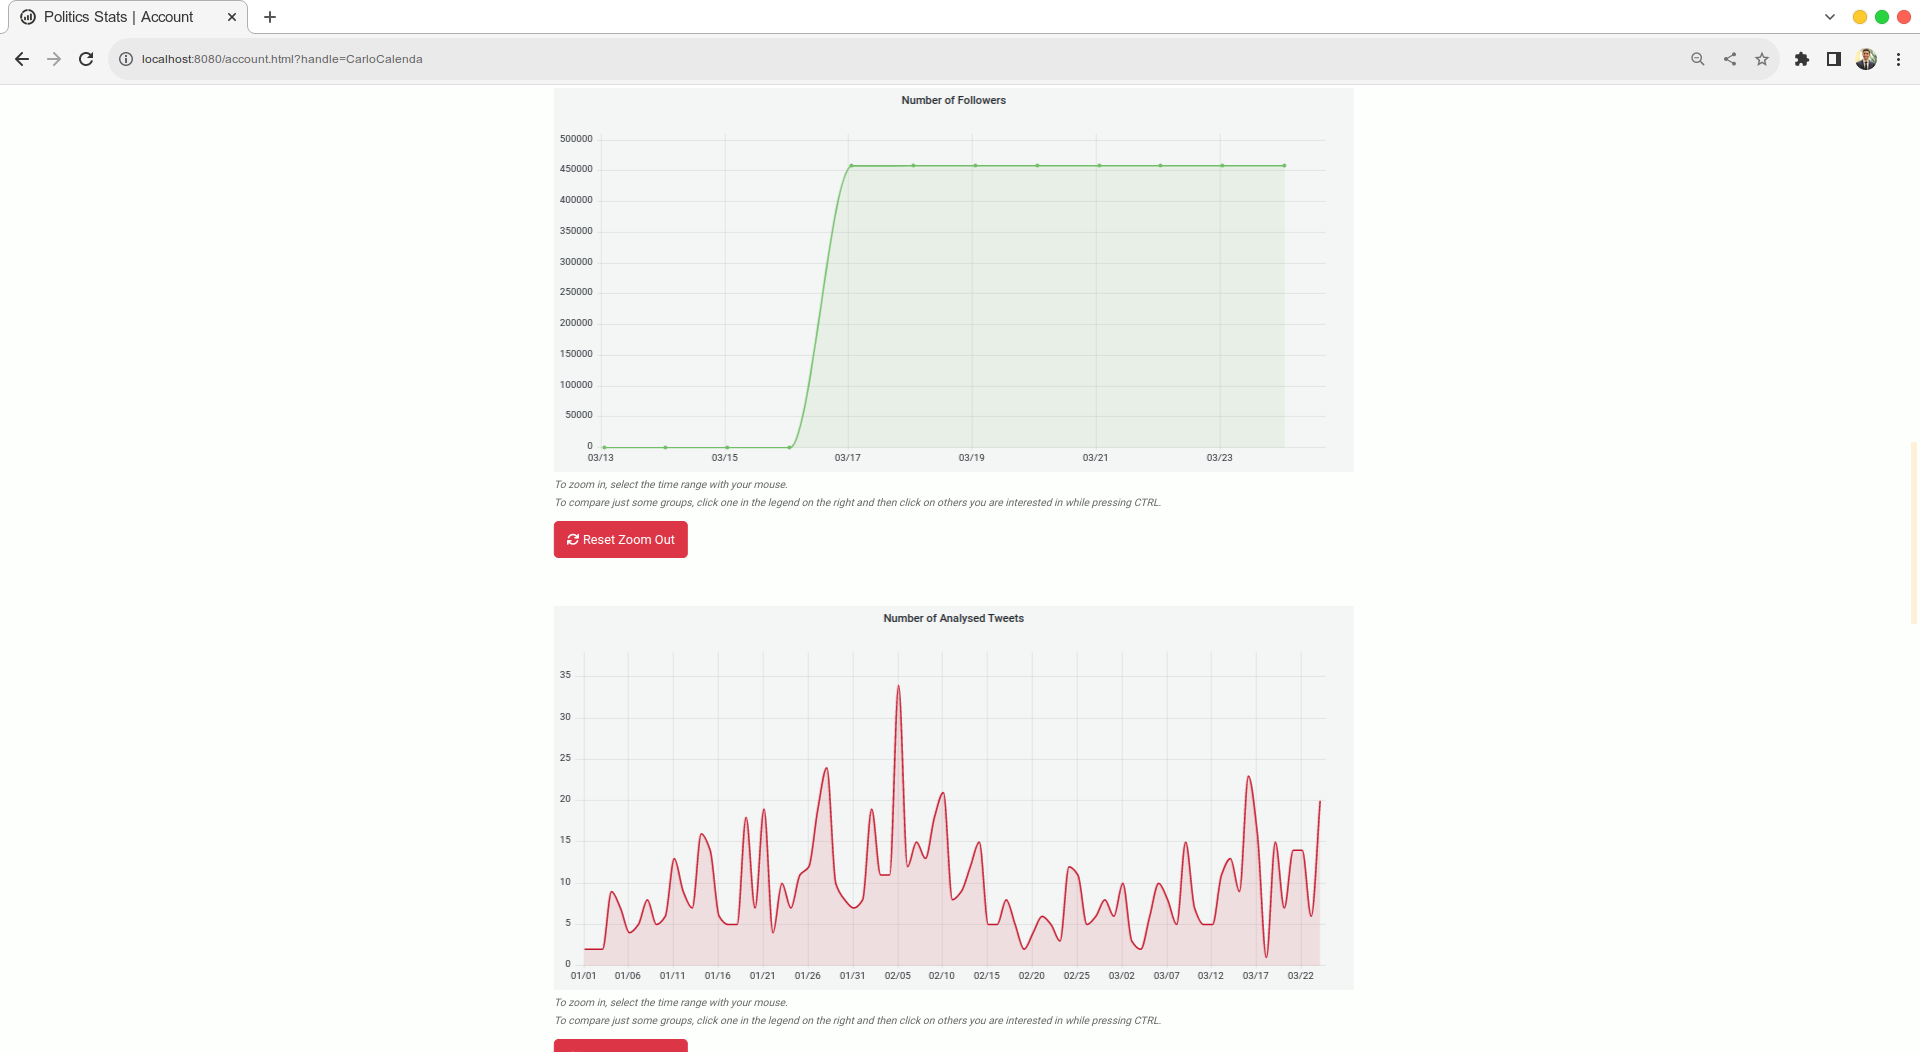 Politics Stats | Account
localhost:8080/account.html?handle=CarloCalenda
Number of Followers
500000
450000
400000
350000
300000
250000
200000
150000
100000
50000
0
03/13 03/15 03/17 03/19 03/21 03/23
To zoom in, select the time range with your mouse.
To compare just some groups, click one in the legend on the right and then click on others you are interested in while pressing CTRL.
Reset Zoom Out
Number of Analysed Tweets
35
30
25
20
15
10
5
0
01/01 01/06 01/11 01/16 01/21 01/26 01/31 02/05 02/10 02/15 02/20 02/25 03/02 03/07 03/12 03/17 03/22
To zoom in, select the time range with your mouse.
To compare just some groups, click one in the legend on the right and then click on others you are interested in while pressing CTRL.